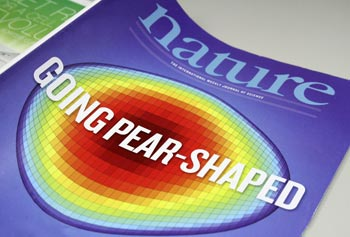 nature
THE INTERNATIONAL WEEKLY JOURNAL OF SCIENCE
GOING PEAR-SHAPED